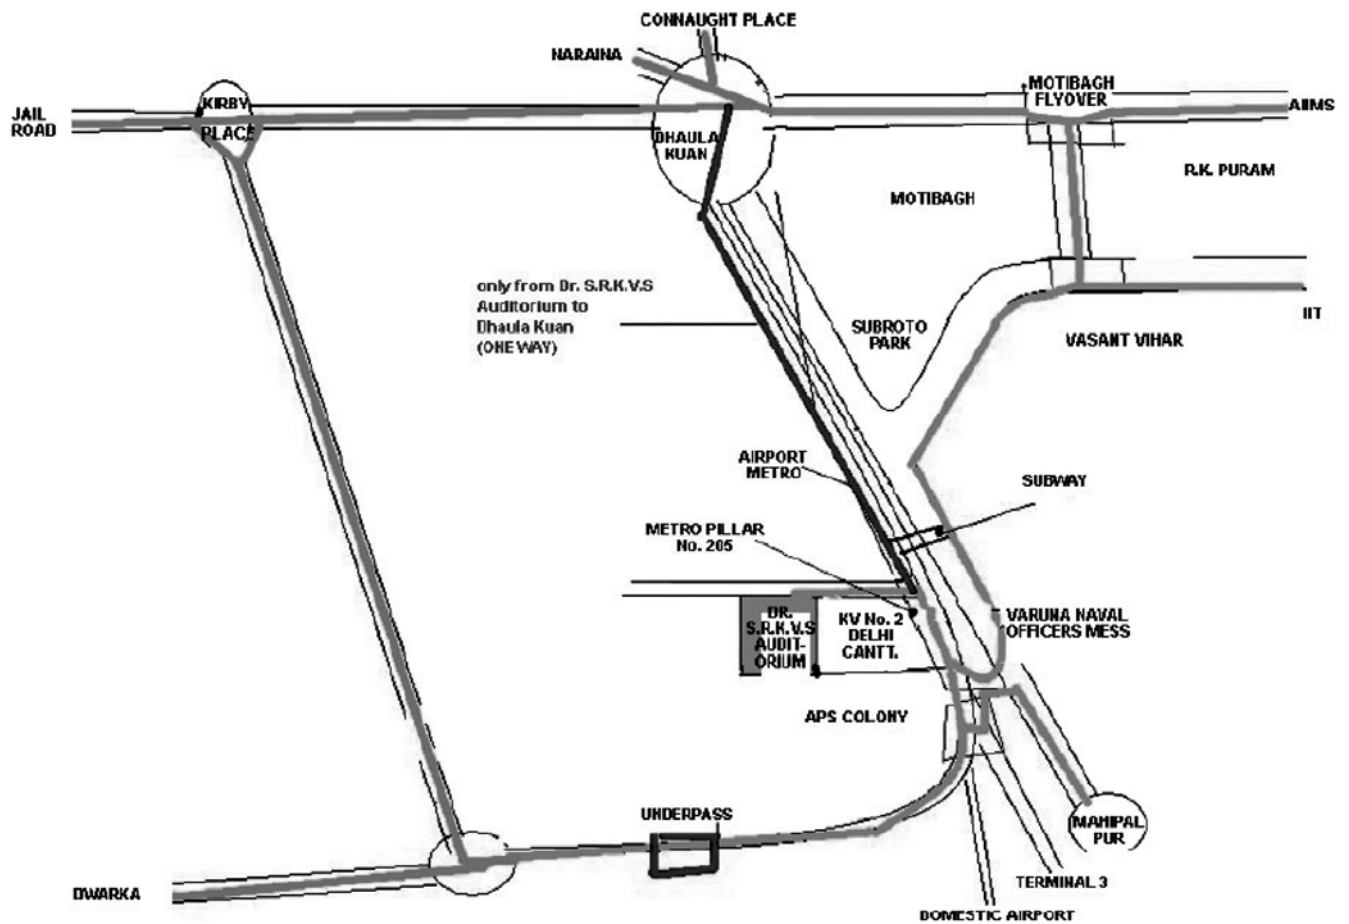 CONNAUGHT PLACE
NARAINA
MOTIBAGH
FLYOVER
JAIL
ROAD
KIRBY
PLACE
AIIMS
DHAULA
KUAN
R.K. PURAM
MOTIBAGH
only from Dr. S.R.K.V.S
Auditorium to
Dhaula Kuan
(ONE WAY)
SUBROTO
PARK
IIT
VASANT VIHAR
AIRPORT
METRO
SUBWAY
METRO PILLAR
No. 205
DR.
S.R.K.V.S
AUDIT-
ORIUM
KV No. 2
DELHI
CANTT.
VARUNA NAVAL
OFFICERS MESS
APS COLONY
UNDERPASS
MAHIPAL
PUR
DWARKA
TERMINAL 3
DOMESTIC AIRPORT